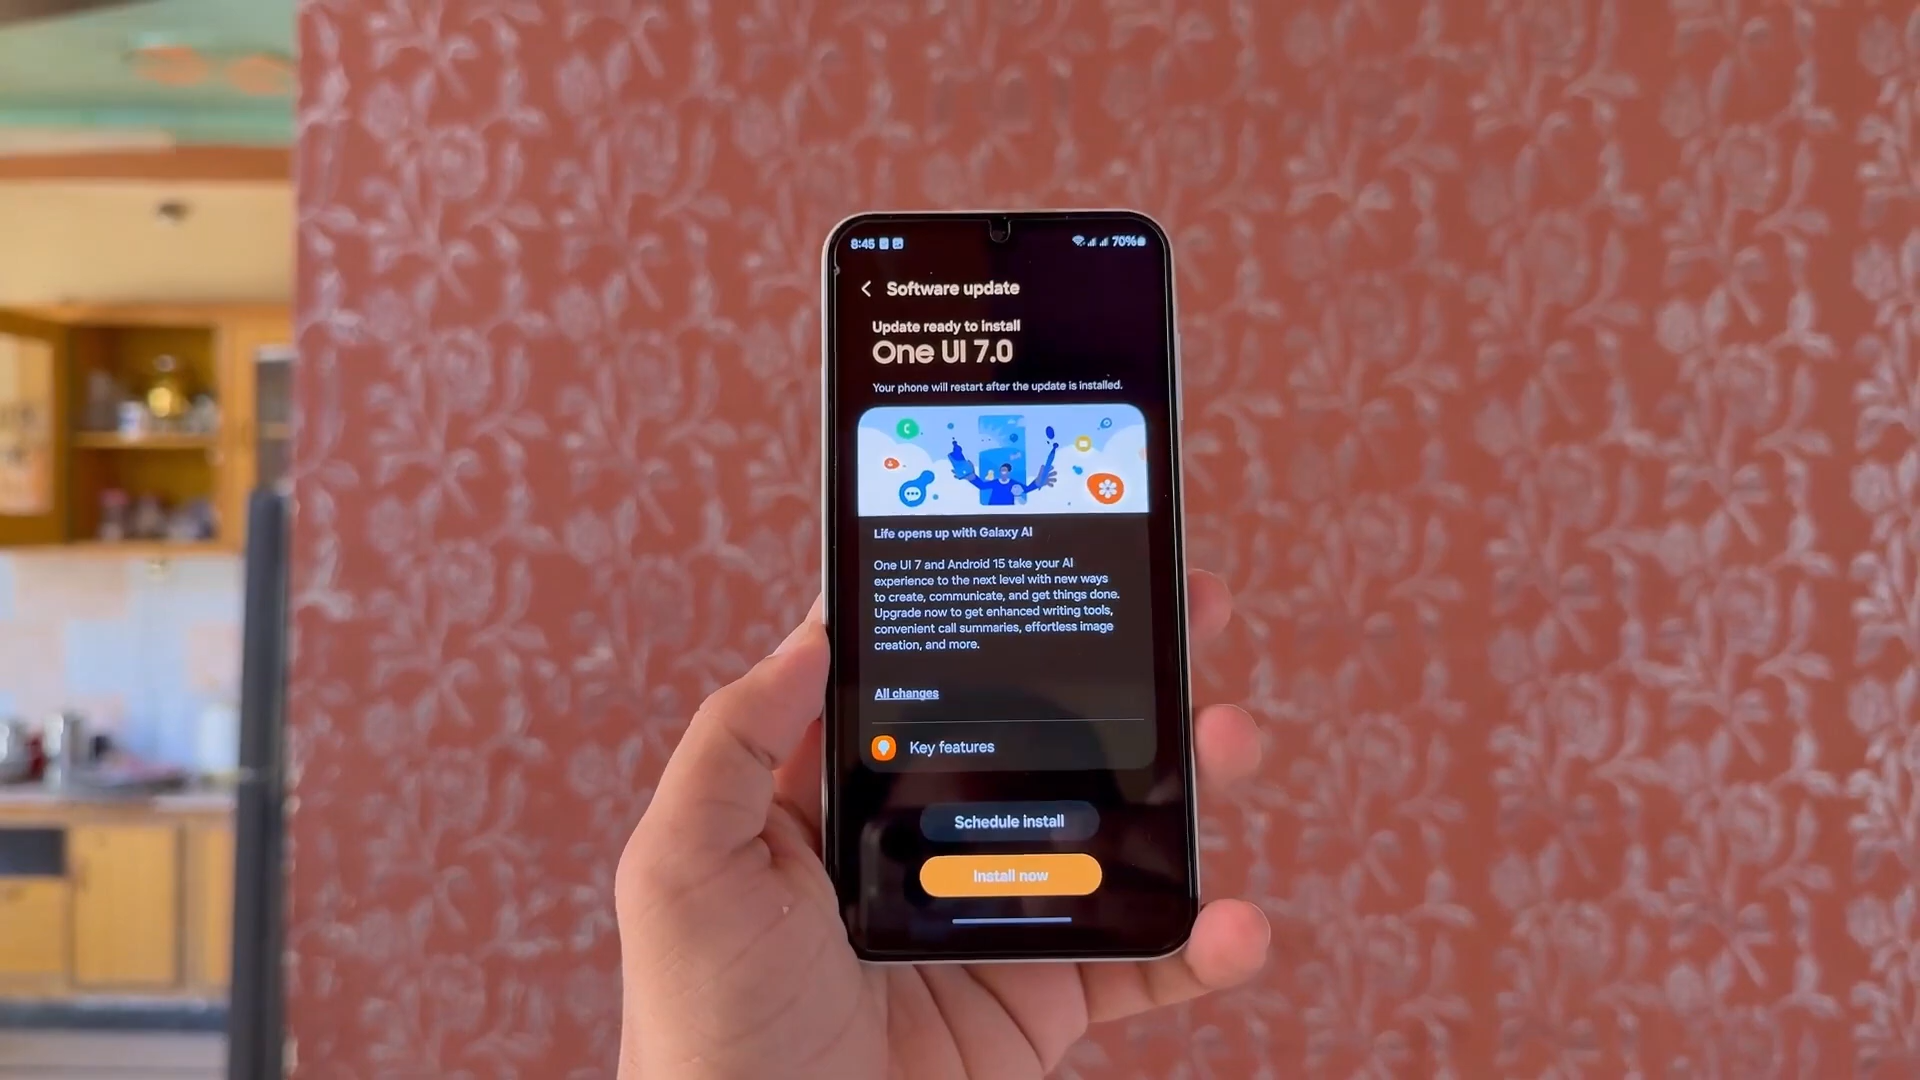 8:45
70%
Software update
Update ready to install
One UI 7.0
Your phone will restart after the update is installed.
Life opens up with Galaxy AI
One UI 7 and Android 15 take your AI
experience to the next level with new ways
to create, communicate, and get things done.
Upgrade now to get enhanced writing tools,
convenient call summaries, effortless image
creation, and more.
All changes
Key features
Schedule install
Install now